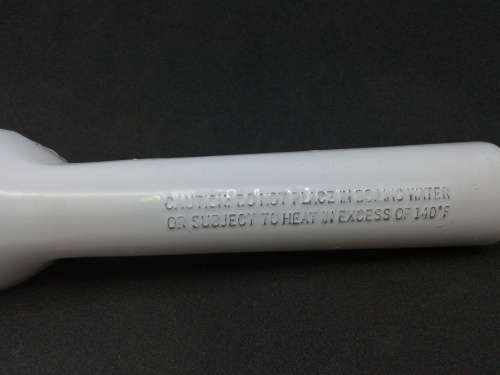 CAUTION: DO NOT PLACE IN BOILING WATER
OR SUBJECT TO HEAT IN EXCESS OF 140°F